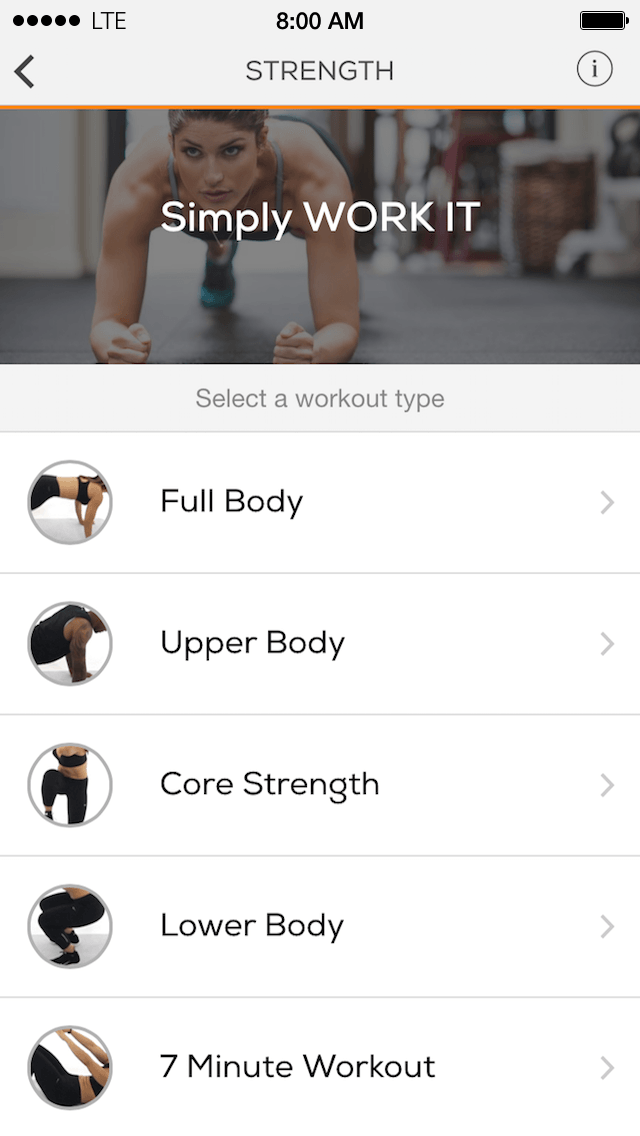 LTE 8:00 AM
STRENGTH i
Simply WORK IT
Select a workout type
Full Body
Upper Body
Core Strength
Lower Body
7 Minute Workout